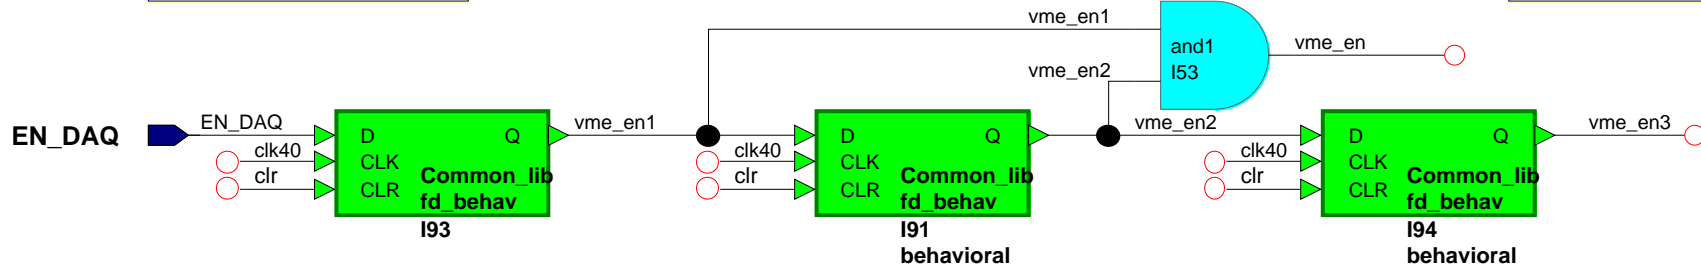 vme_en1
and1
I53
vme_en
vme_en2
EN_DAQ
EN_DAQ
D
Q
vme_en1
D
Q
vme_en2
D
Q
vme_en3
clk40
CLK
clk40
CLK
clk40
CLK
clr
CLR
Common_lib
clr
CLR
Common_lib
clr
CLR
Common_lib
fd_behav
fd_behav
fd_behav
I93
I91
I94
behavioral
behavioral